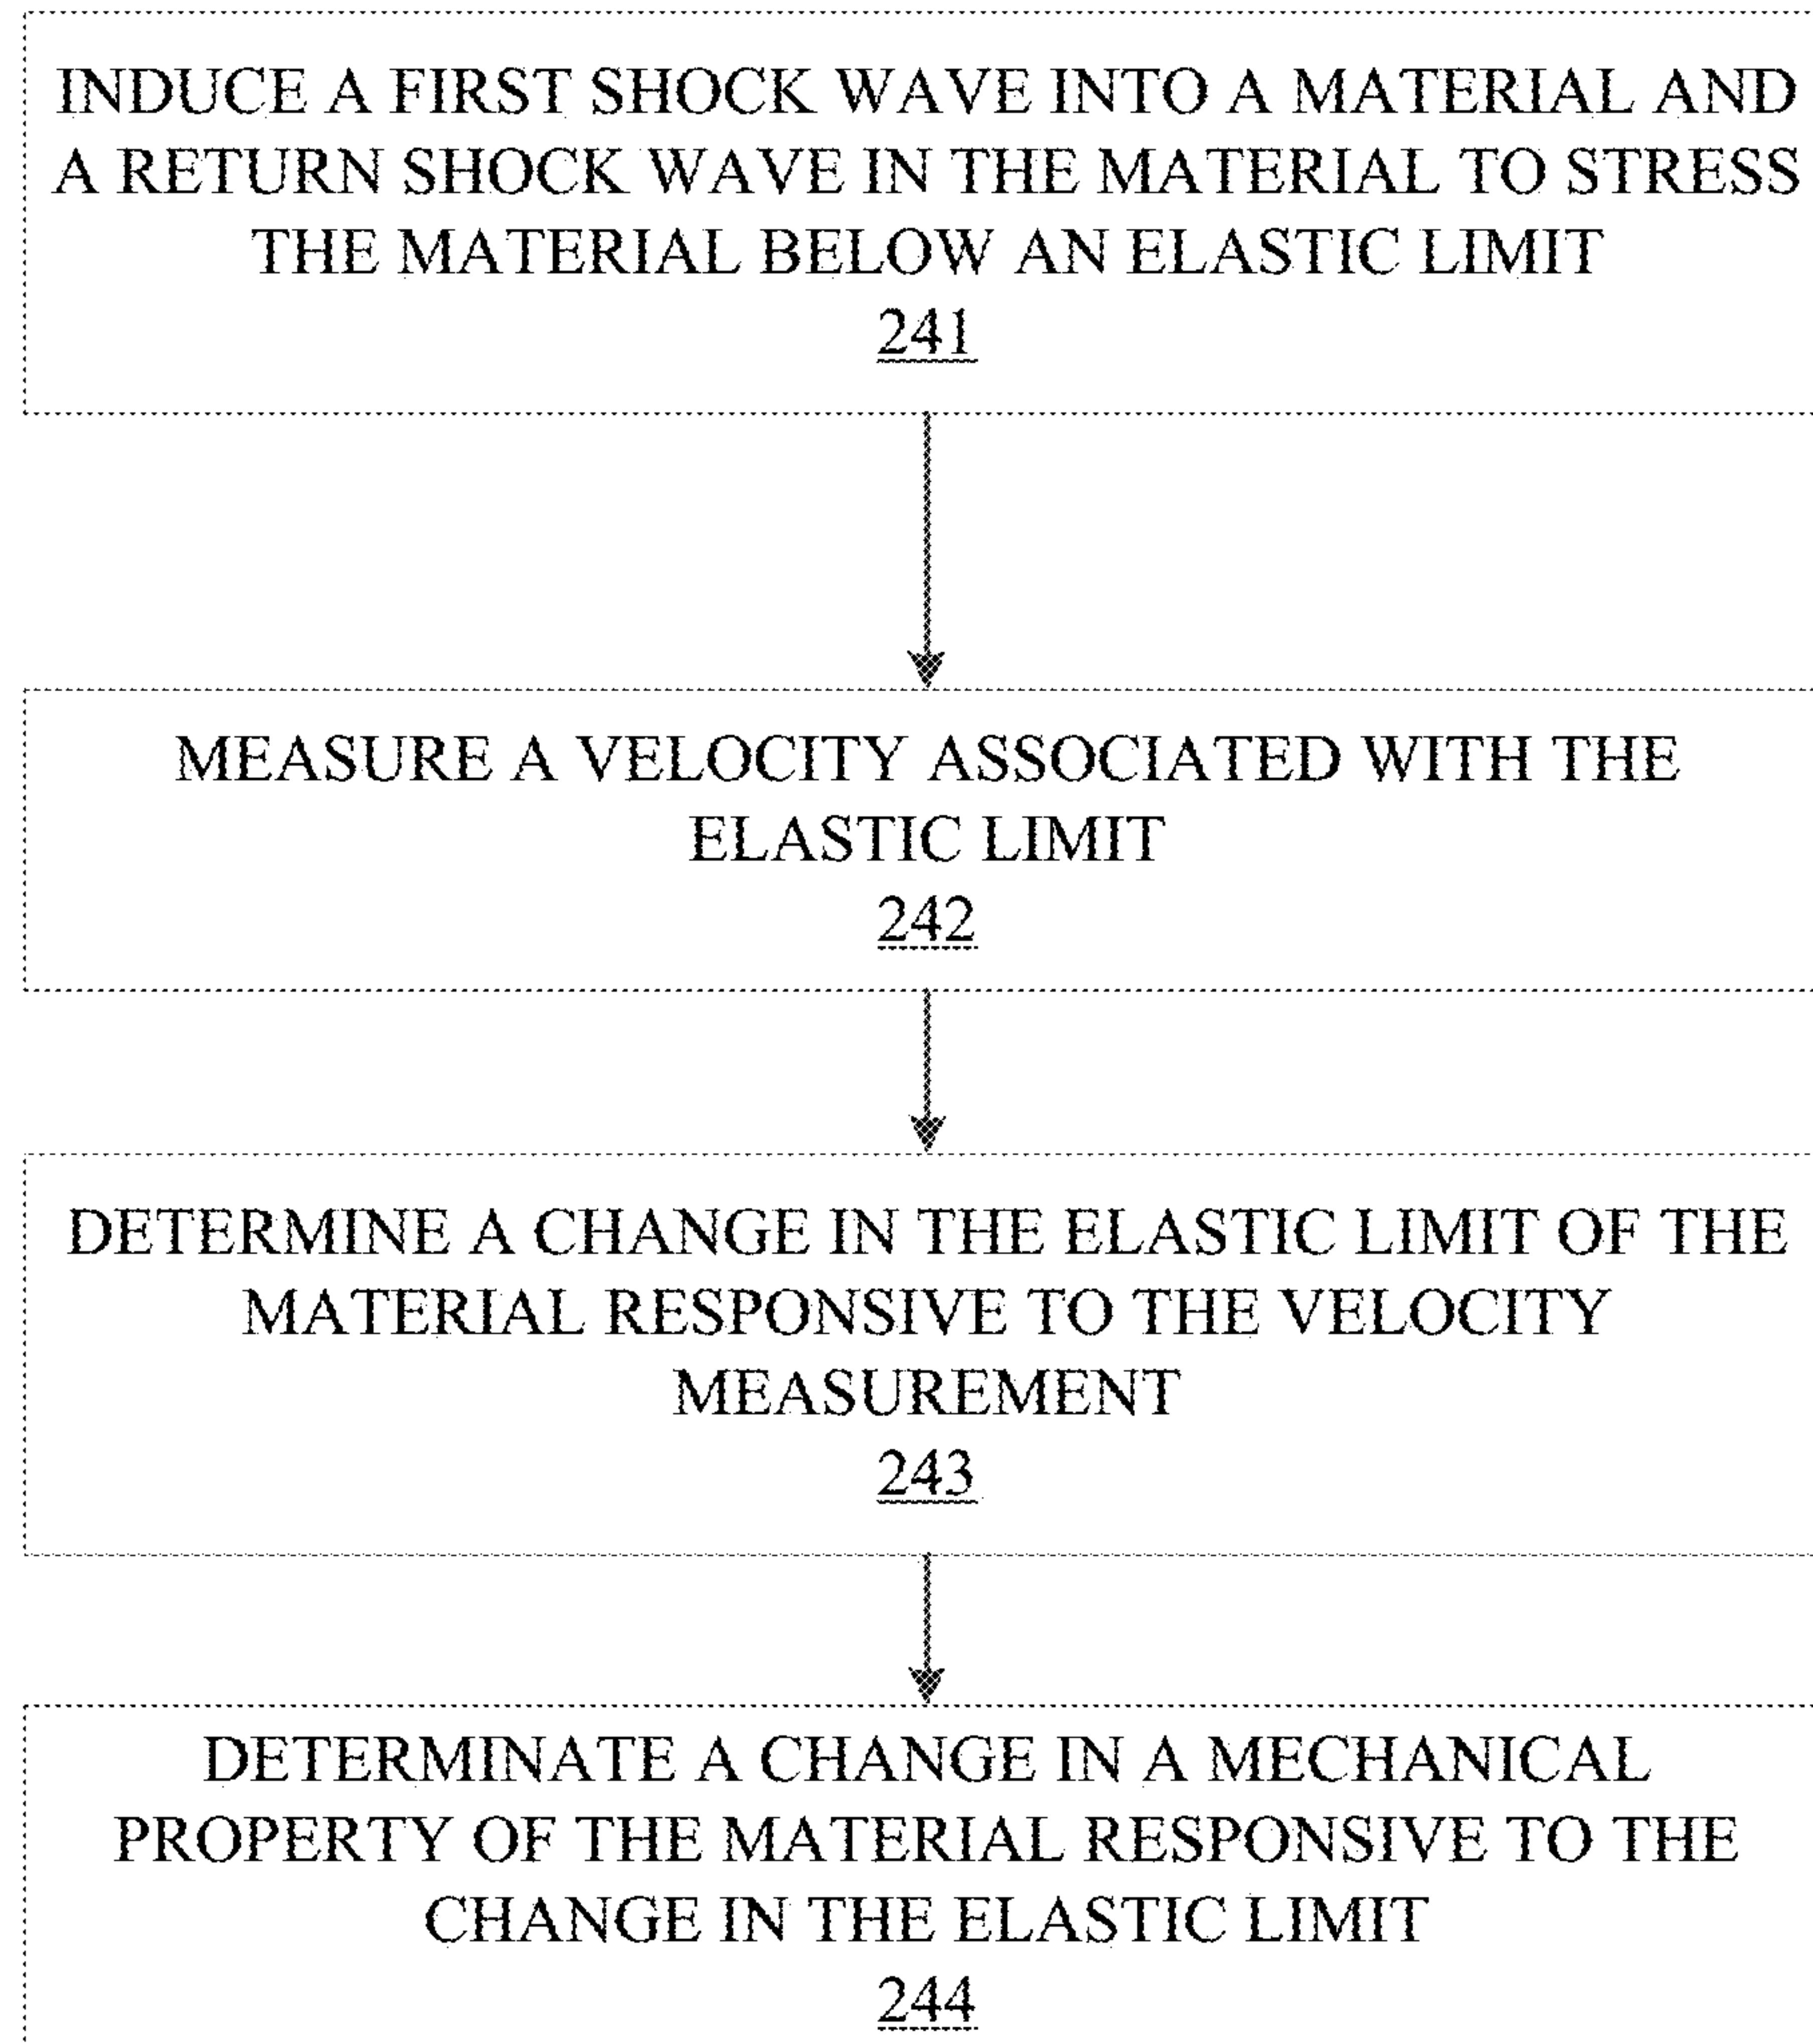 INDUCE A FIRST SHOCK WAVE INTO A MATERIAL AND
A RETURN SHOCK WAVE IN THE MATERIAL TO STRESS
THE MATERIAL BELOW AN ELASTIC LIMIT
241
MEASURE A VELOCITY ASSOCIATED WITH THE
ELASTIC LIMIT
242
DETERMINE A CHANGE IN THE ELASTIC LIMIT OF THE
MATERIAL RESPONSIVE TO THE VELOCITY
MEASUREMENT
243
DETERMINATE A CHANGE IN A MECHANICAL
PROPERTY OF THE MATERIAL RESPONSIVE TO THE
CHANGE IN THE ELASTIC LIMIT
244